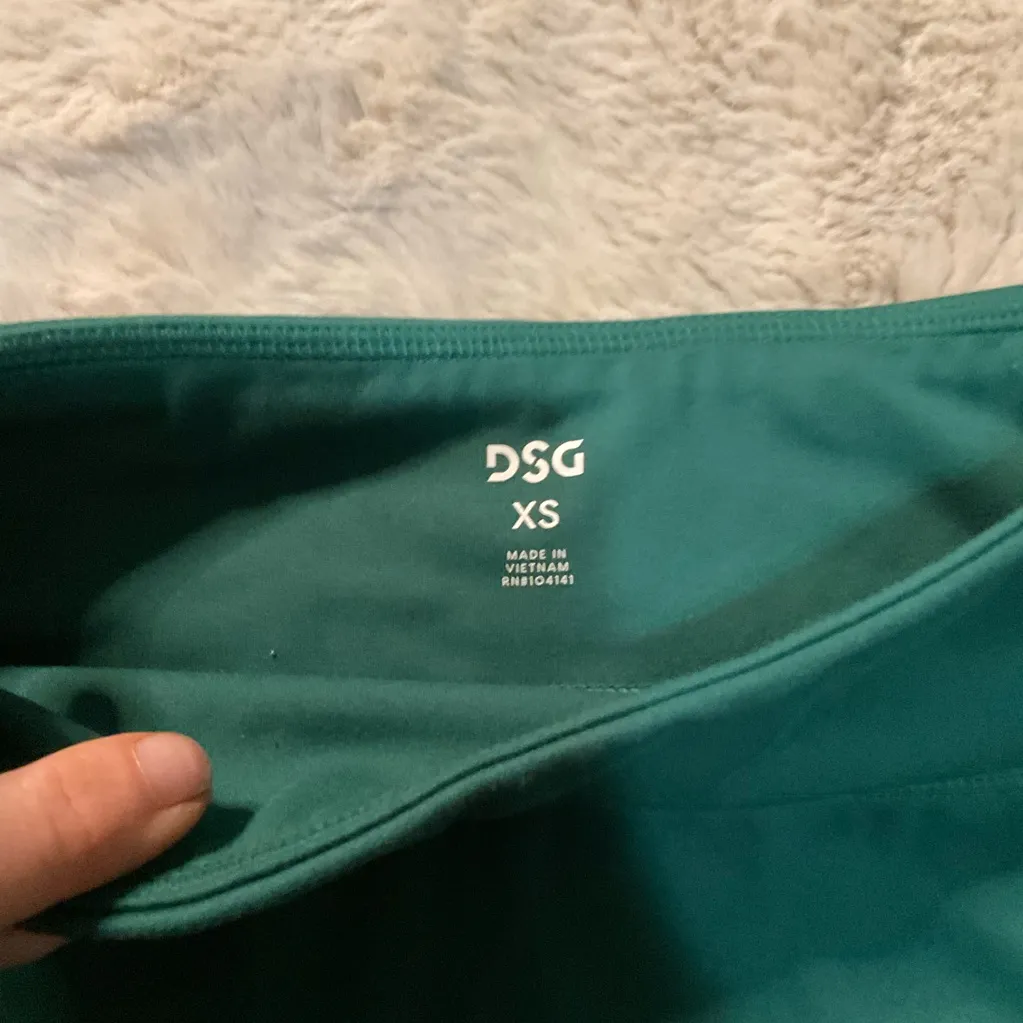 DSG
XS
MADE IN
VIETNAM
RN#104141